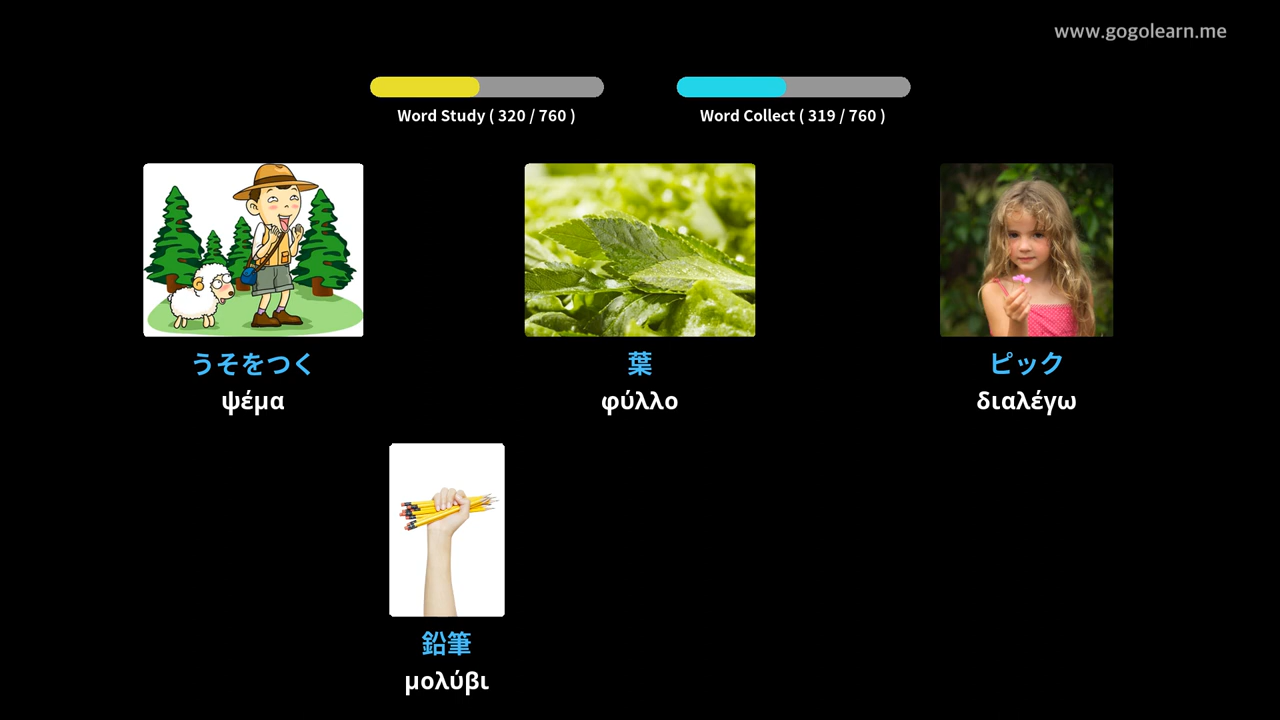 www.gogolearn.me
Word Study ( 320 / 760 )
Word Collect ( 319 / 760 )
うそをつく
ψέμα
葉
φύλλο
ピック
διαλέγω
鉛筆
μολύβι